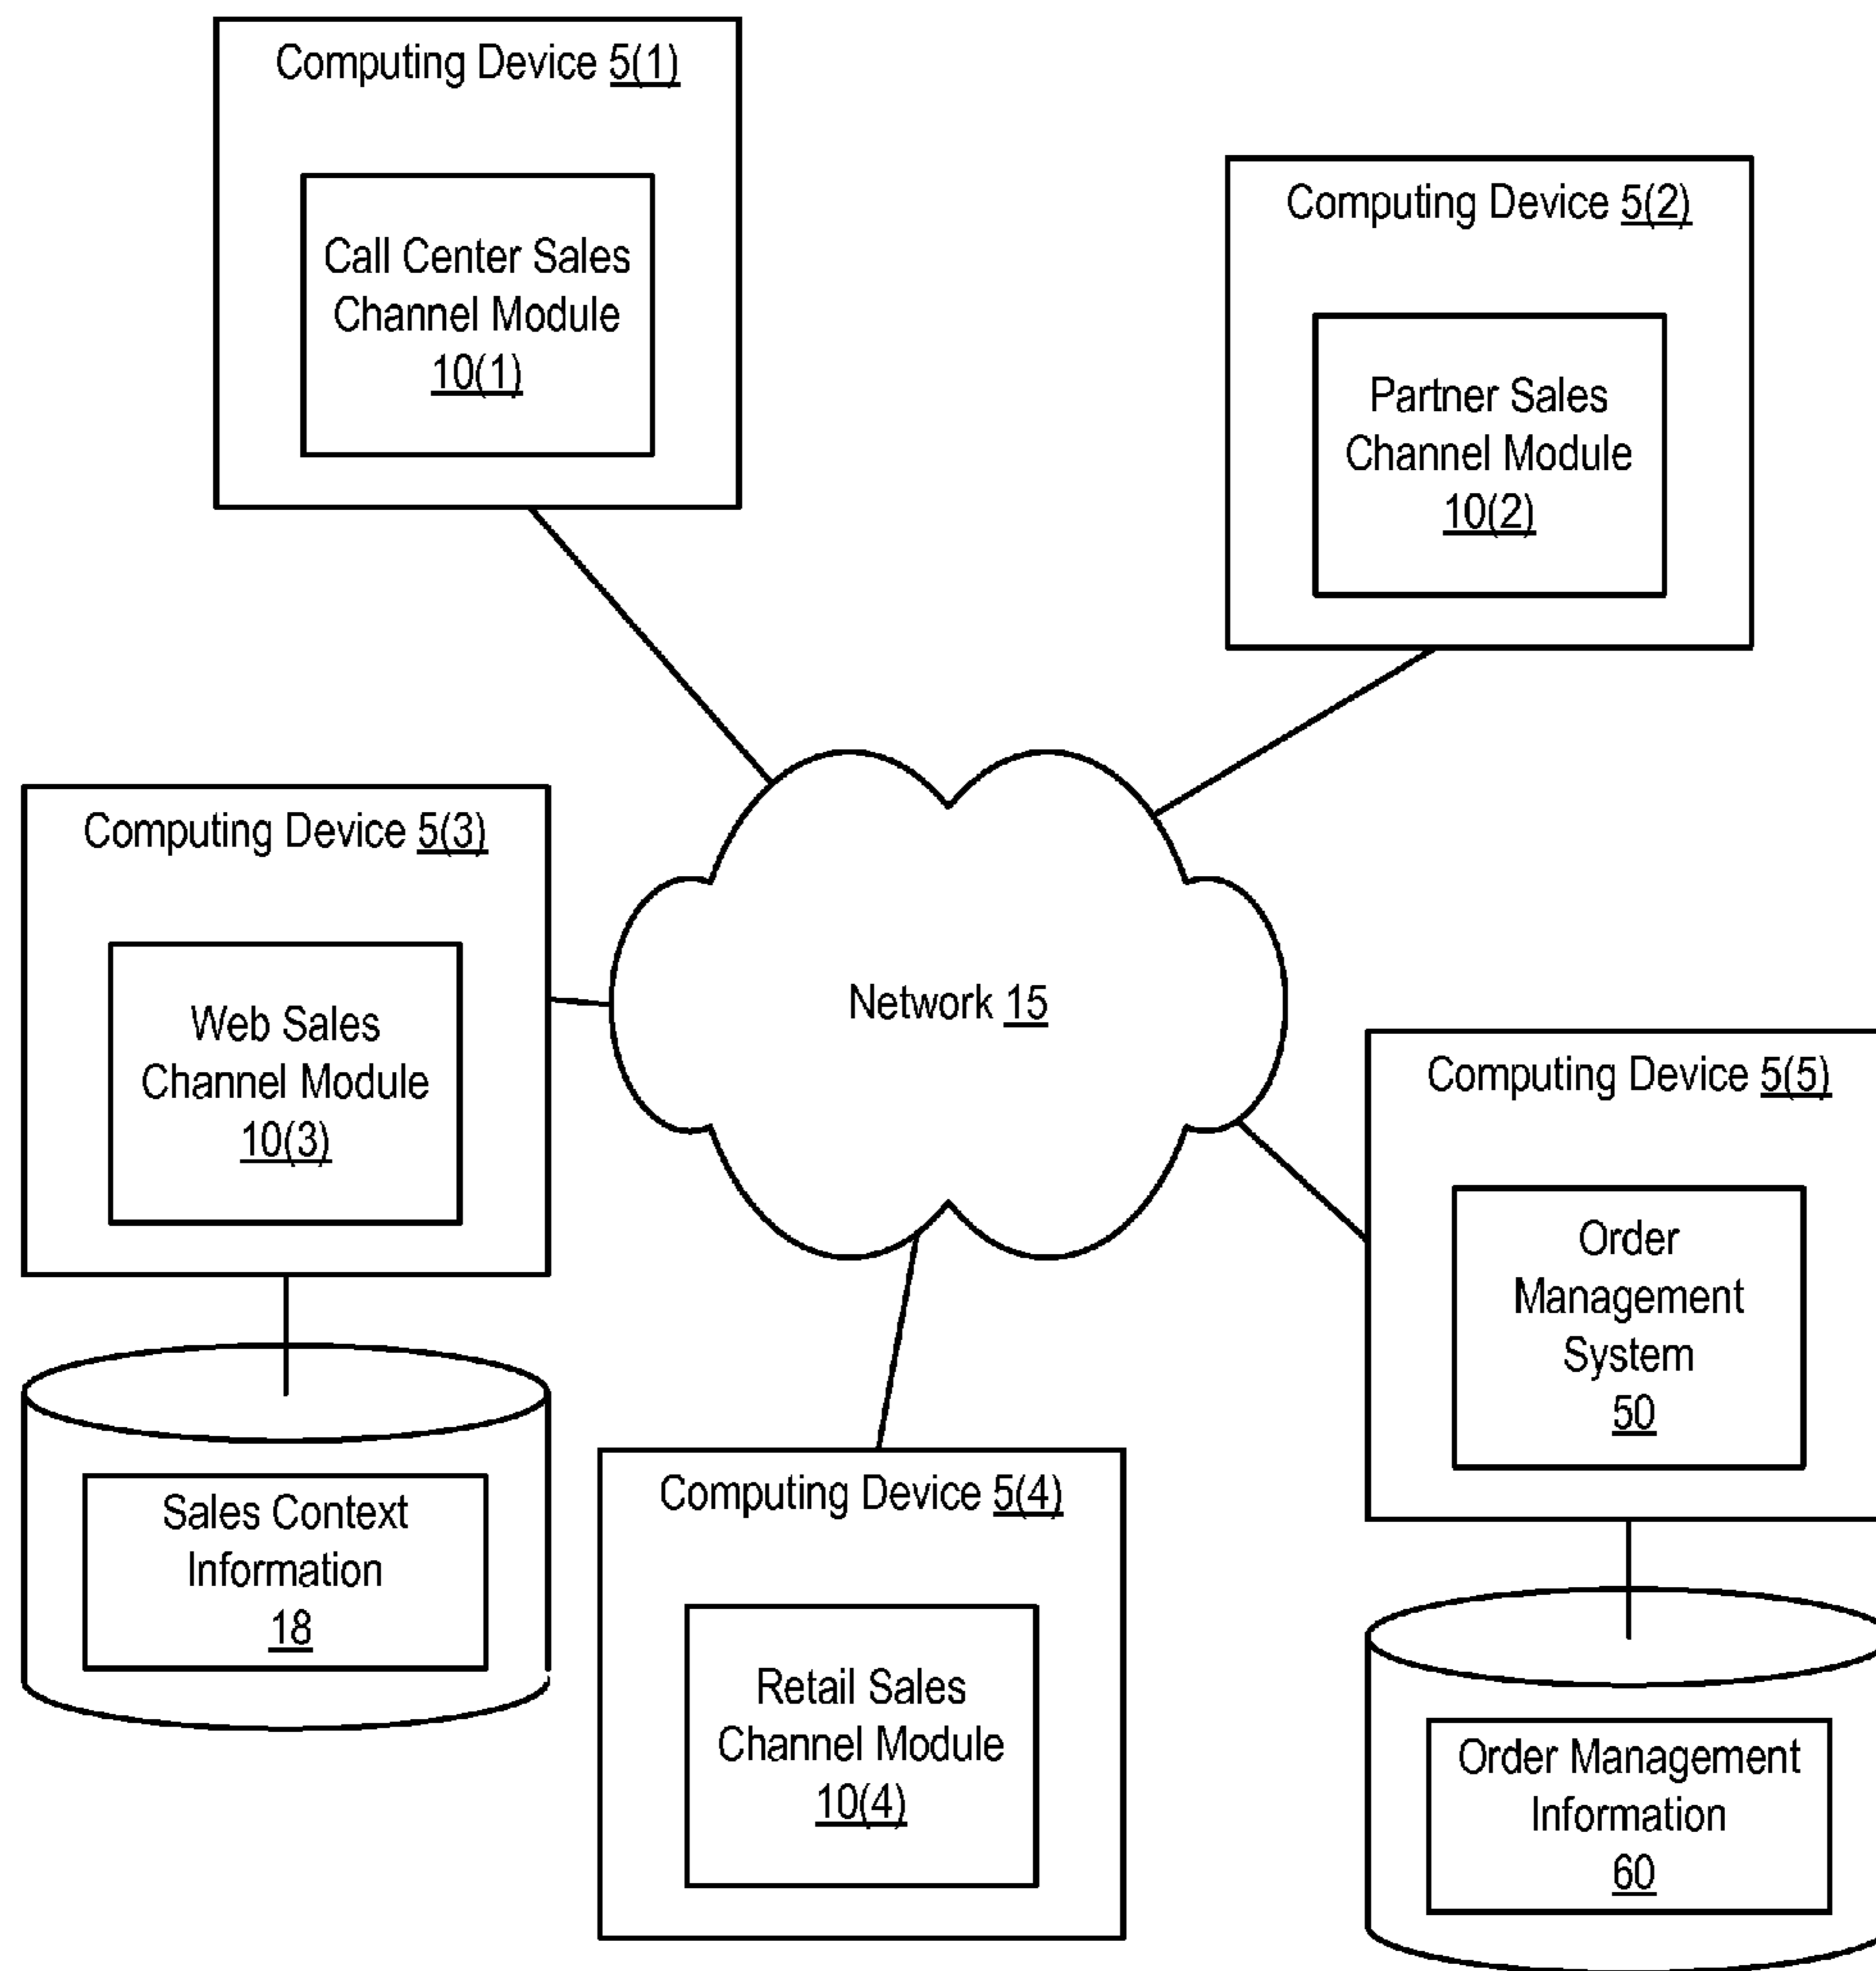 Computing Device 5(1)
Call Center Sales
Channel Module
10(1)
Computing Device 5(2)
Partner Sales
Channel Module
10(2)
Computing Device 5(3)
Web Sales
Channel Module
10(3)
Network 15
Computing Device 5(5)
Order
Management
System
50
Sales Context
Information
18
Computing Device 5(4)
Retail Sales
Channel Module
10(4)
Order Management
Information
60